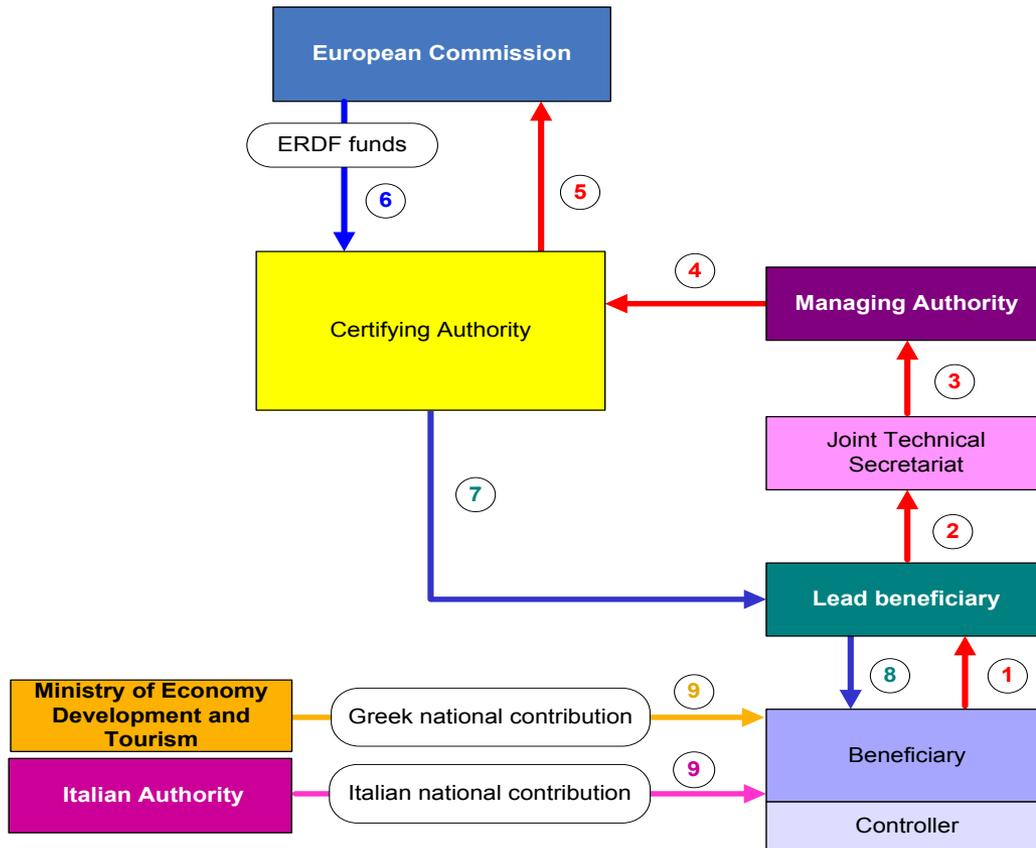 European Commission
ERDF funds
6
5
Certifying Authority
4
Managing Authority
3
Joint Technical
Secretariat
7
2
Lead beneficiary
8
1
Ministry of Economy
Development and
Tourism
Greek national contribution
9
Beneficiary
Italian Authority
Italian national contribution
9
Controller